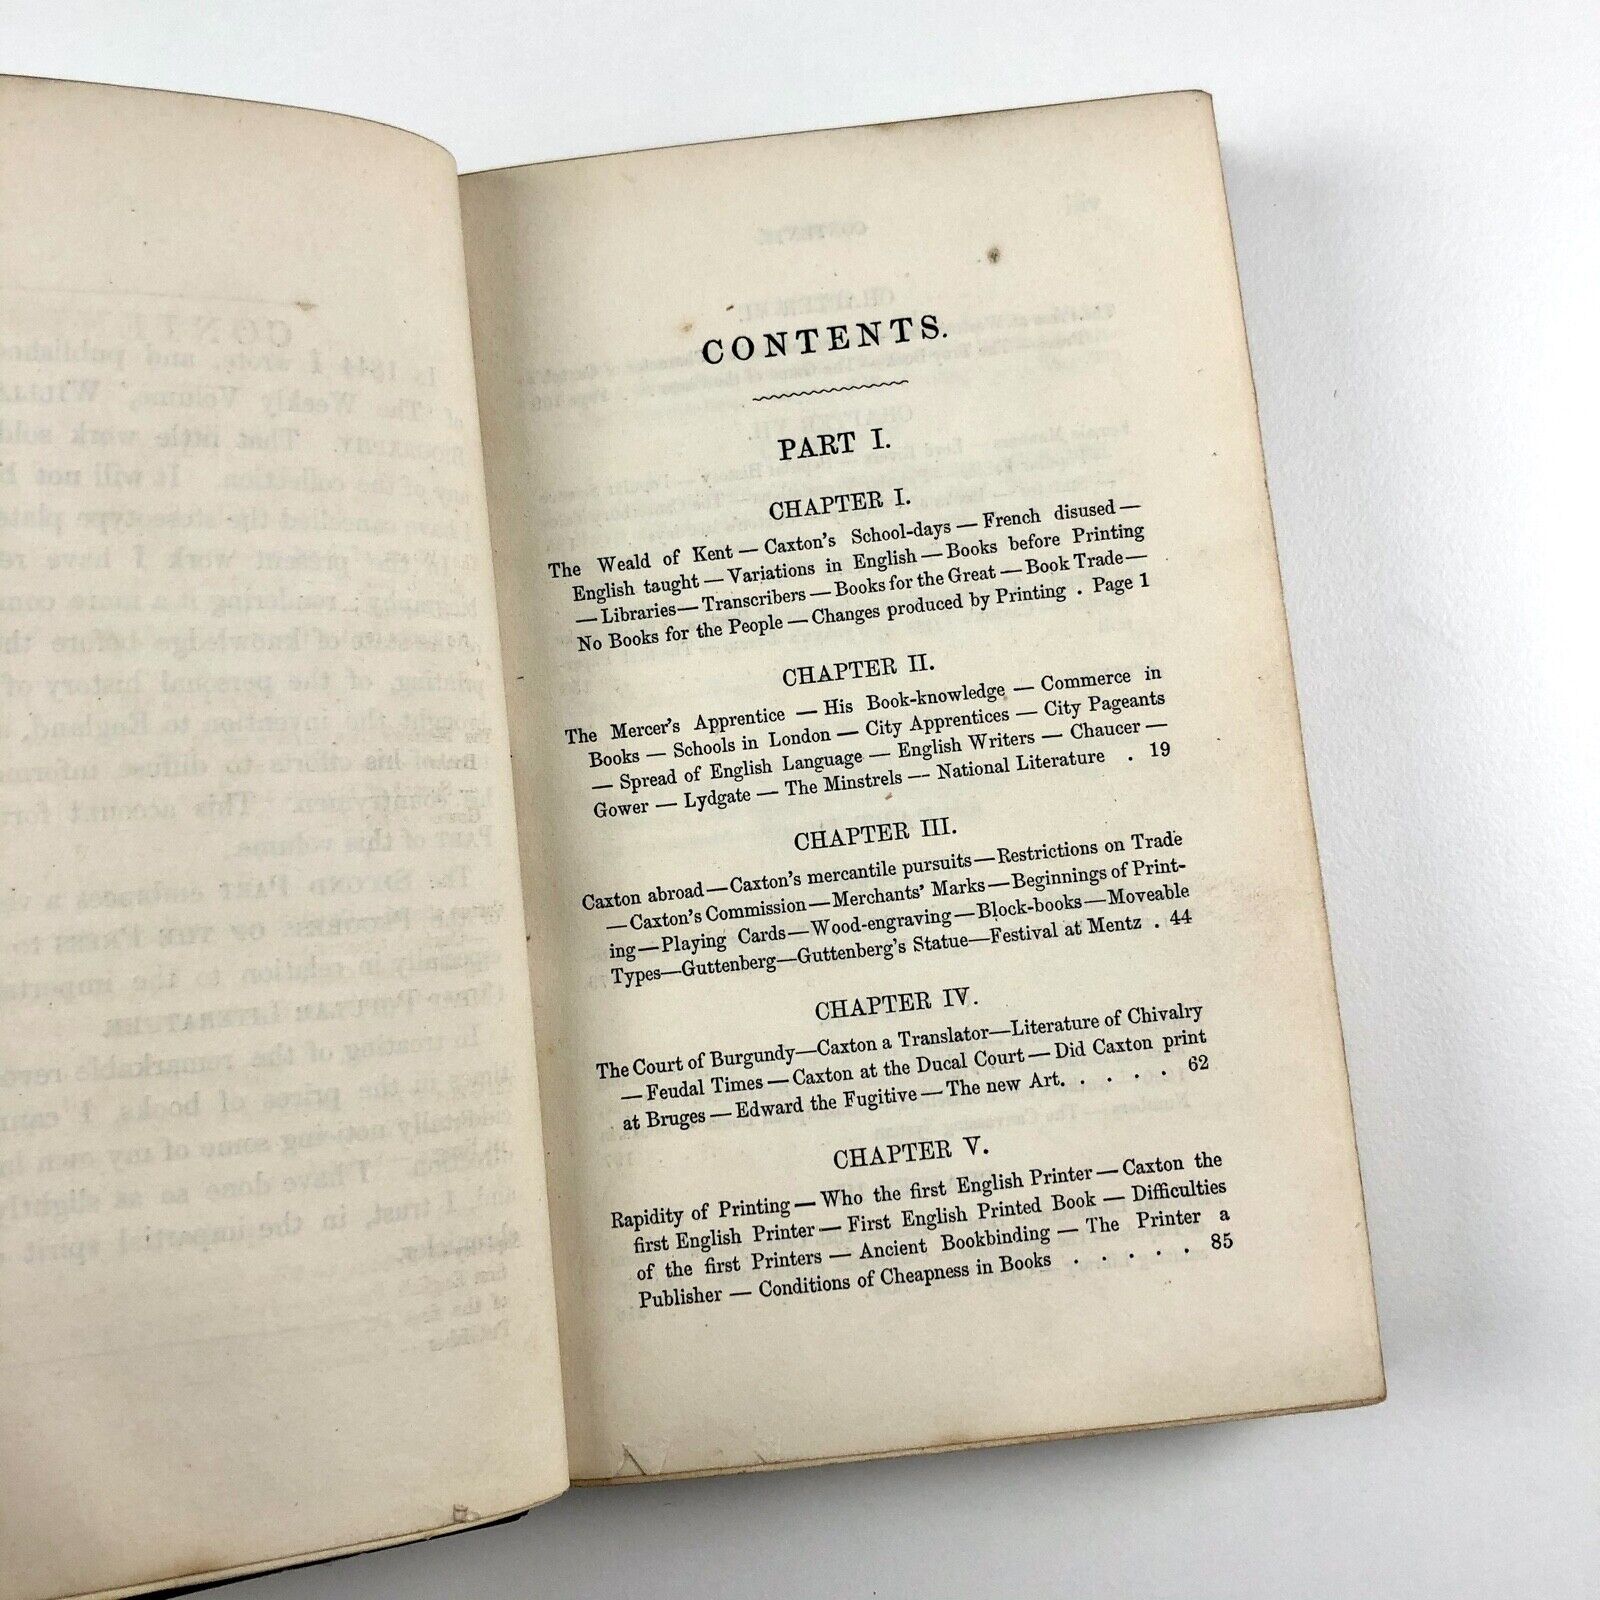 CONTENTS.
PART I.
CHAPTER I.
The Weald of Kent — Caxton's School-days — French disused —
English taught — Variations in English — Books before Printing
— Libraries — Transcribers — Books for the Great — Book Trade —
No Books for the People — Changes produced by Printing . Page 1
CHAPTER II.
The Mercer's Apprentice — His Book-knowledge — Commerce in
Books — Schools in London — City Apprentices — City Pageants
— Spread of English Language — English Writers — Chaucer —
Gower — Lydgate — The Minstrels — National Literature . 19
CHAPTER III.
Caxton abroad — Caxton's mercantile pursuits — Restrictions on Trade
— Caxton's Commission — Merchants' Marks — Beginnings of Print-
ing — Playing Cards — Wood-engraving — Block-books — Moveable
Types — Guttenberg — Guttenberg's Statue — Festival at Mentz . 44
CHAPTER IV.
The Court of Burgundy — Caxton a Translator — Literature of Chivalry
— Feudal Times — Caxton at the Ducal Court — Did Caxton print
at Bruges — Edward the Fugitive — The new Art. . . . . 62
CHAPTER V.
Rapidity of Printing — Who the first English Printer — Caxton the
first English Printer — First English Printed Book — Difficulties
of the first Printers — Ancient Bookbinding — The Printer a
Publisher — Conditions of Cheapness in Books . . . . . 85